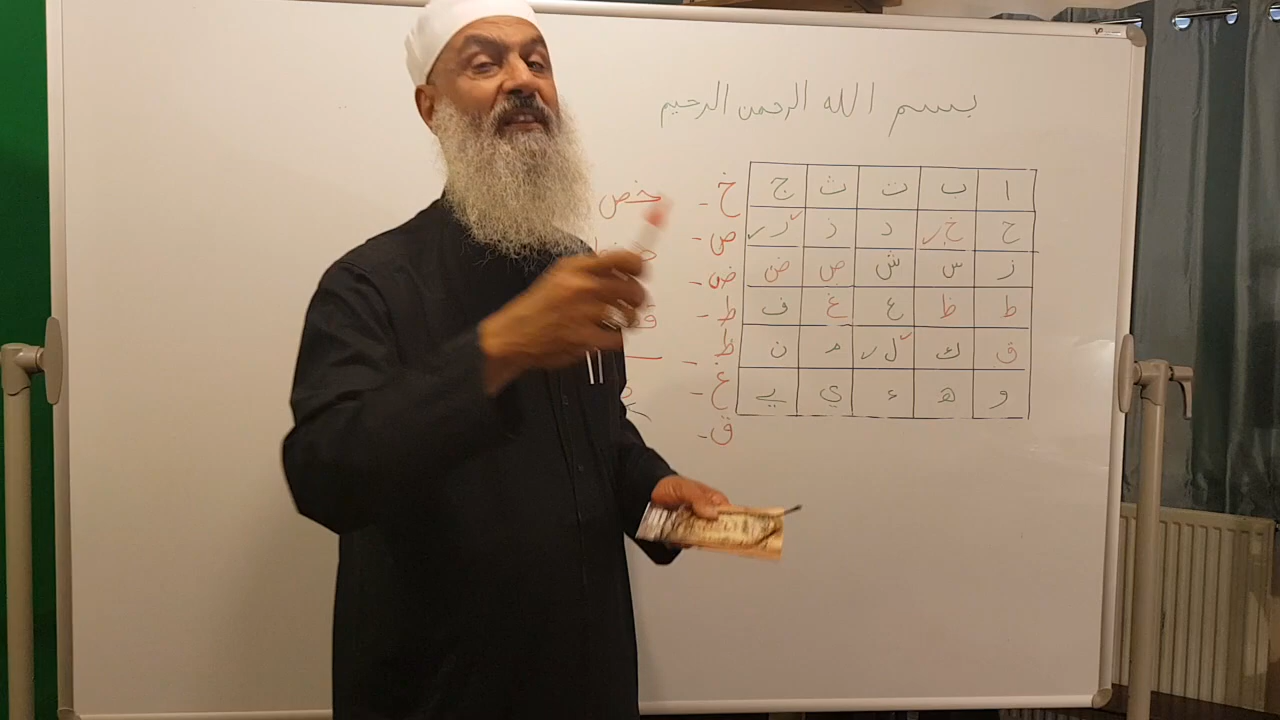 بسم الله الرحمن الرحيم
ا ب ت ث ج
ح خ د ذ ر
ز س ش ص ض
ط ظ ع غ ف
ق ك ل م ن
و ه ء ي ے
خ - خص
ص -
ض -
ط -
ظ -
غ -
ق -